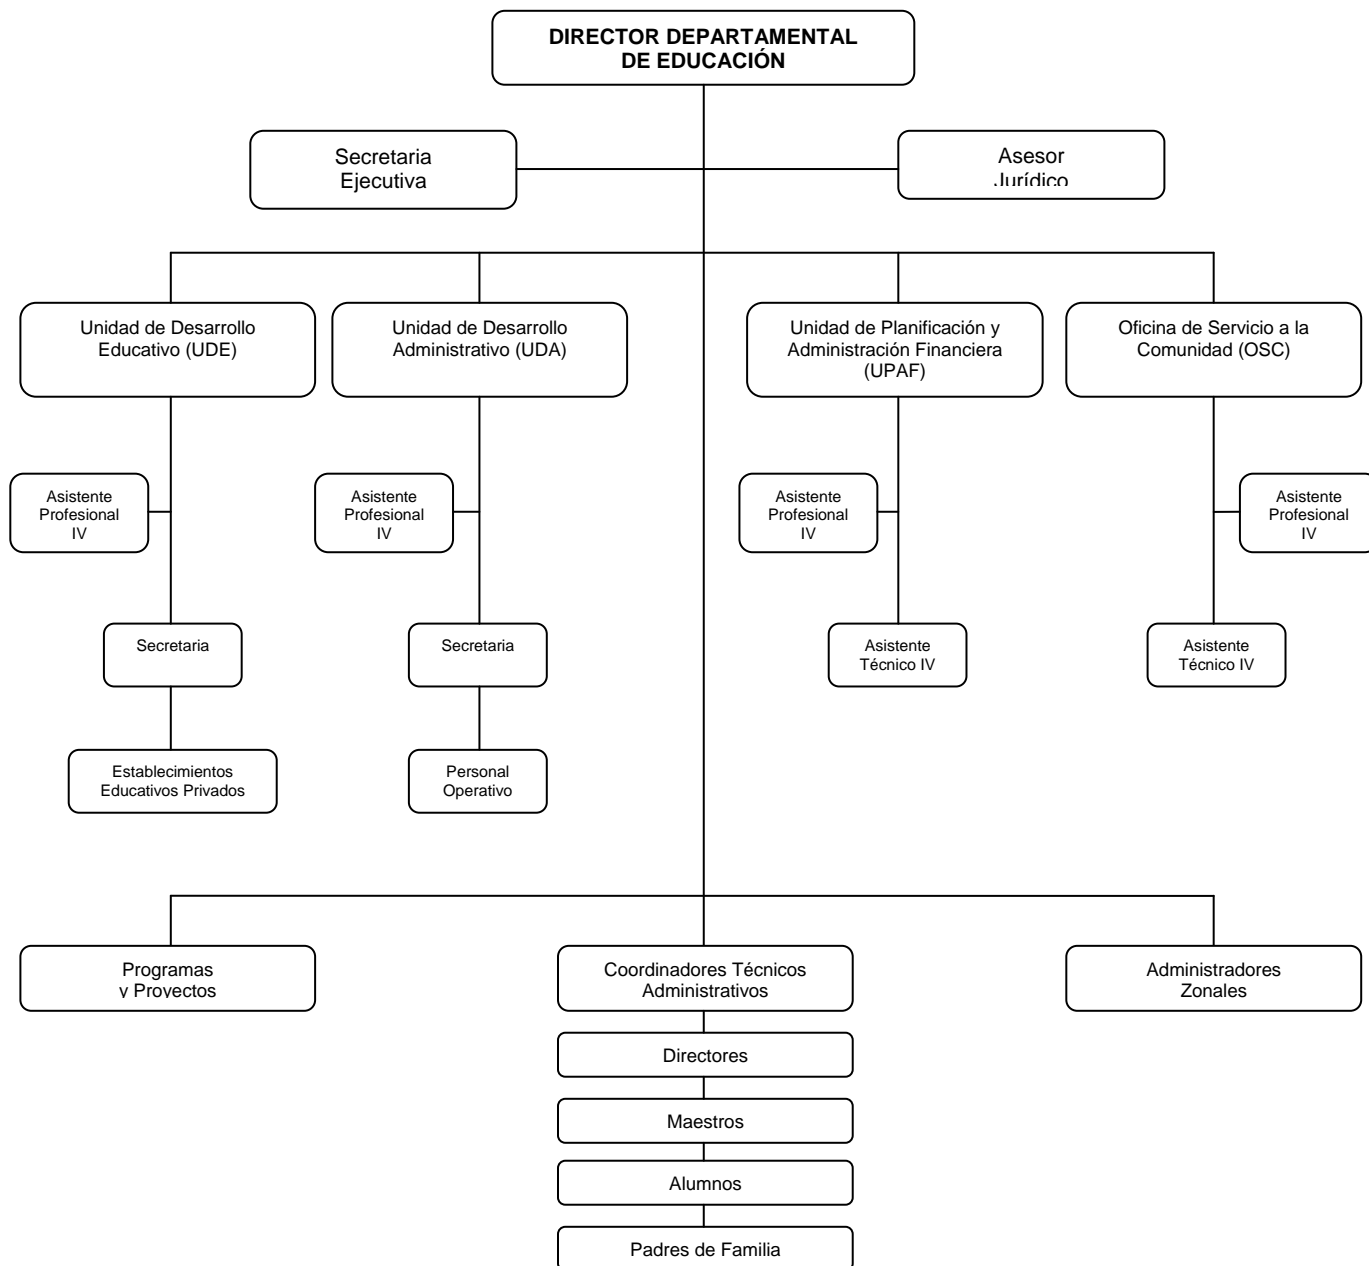 DIRECTOR DEPARTAMENTAL
DE EDUCACIÓN
Secretaria
Ejecutiva
Asesor
Jurídico
Unidad de Desarrollo
Educativo (UDE)
Unidad de Desarrollo
Administrativo (UDA)
Unidad de Planificación y
Administración Financiera
(UPAF)
Oficina de Servicio a la
Comunidad (OSC)
Asistente
Profesional
IV
Asistente
Profesional
IV
Asistente
Profesional
IV
Asistente
Profesional
IV
Secretaria
Secretaria
Asistente
Técnico IV
Asistente
Técnico IV
Establecimientos
Educativos Privados
Personal
Operativo
Programas
y Proyectos
Coordinadores Técnicos
Administrativos
Administradores
Zonales
Directores
Maestros
Alumnos
Padres de Familia